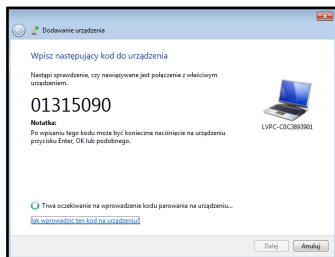 Dodawanie urządzenia
Wpisz następujący kod do urządzenia
Nastąpi sprawdzenie, czy nawiązywane jest połączenie z właściwym
urządzeniem.
01315090
Notatka:
Po wpisaniu tego kodu może być konieczne naciśnięcie na urządzeniu
przycisku Enter, OK lub podobnego.
LVPC-C0C3893901
Trwa oczekiwanie na wprowadzenie kodu parowania na urządzeniu...
Jak wprowadzić ten kod na urządzeniu?
Dalej
Anuluj